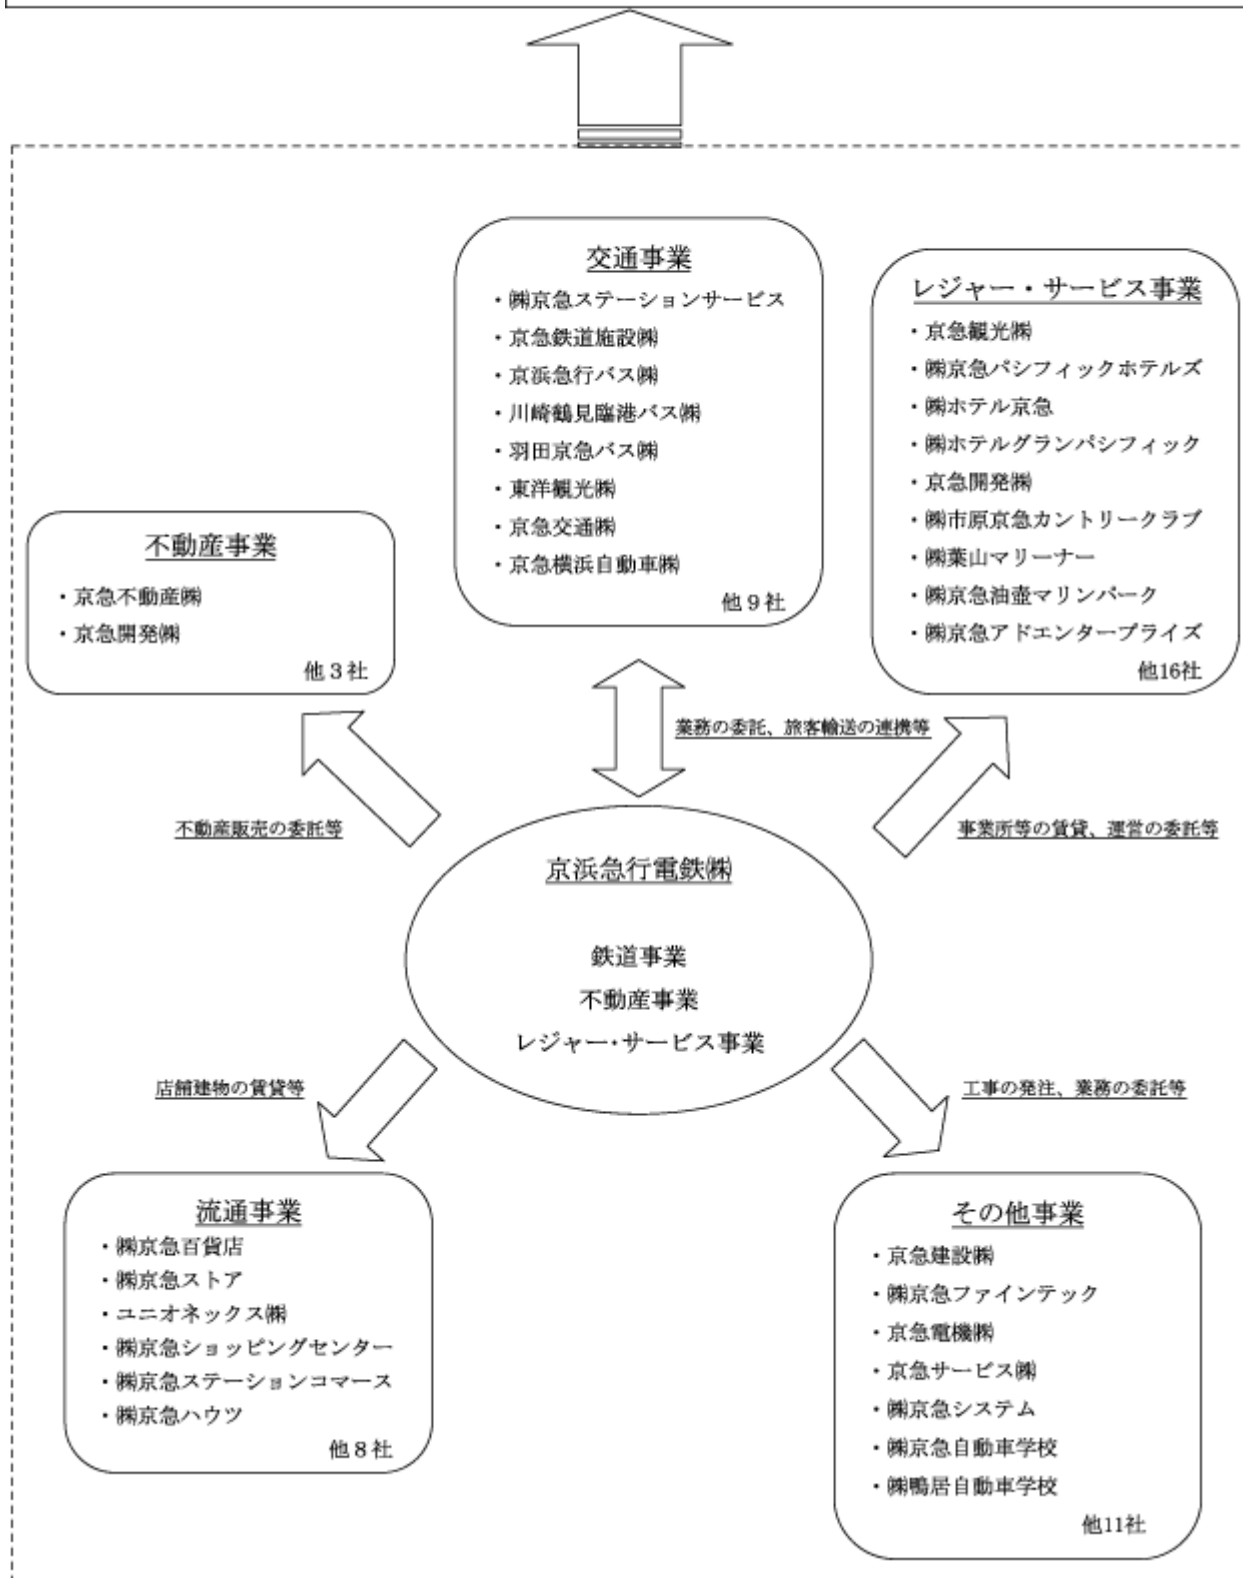 交通事業
・㈱京急ステーションサービス
・京急鉄道施設㈱
・京浜急行バス㈱
・川崎鶴見臨港バス㈱
・羽田京急バス㈱
・東洋観光㈱
・京急交通㈱
・京急横浜自動車㈱
他９社
レジャー・サービス事業
・京急観光㈱
・㈱京急パシフィックホテルズ
・㈱ホテル京急
・㈱ホテルグランパシフィック
・京急開発㈱
・㈱市原京急カントリークラブ
・㈱葉山マリーナー
・㈱京急油壺マリンパーク
・㈱京急アドエンタープライズ
他16社
不動産事業
・京急不動産㈱
・京急開発㈱
他３社
業務の委託、旅客輸送の連携等
不動産販売の委託等
事業所等の賃貸、運営の委託等
京浜急行電鉄㈱
鉄道事業
不動産事業
レジャー・サービス事業
店舗建物の賃貸等
工事の発注、業務の委託等
流通事業
・㈱京急百貨店
・㈱京急ストア
・ユニオネックス㈱
・㈱京急ショッピングセンター
・㈱京急ステーションコマース
・㈱京急ハウツ
他８社
その他事業
・京急建設㈱
・㈱京急ファインテック
・京急電機㈱
・京急サービス㈱
・㈱京急システム
・㈱京急自動車学校
・㈱鴨居自動車学校
他11社